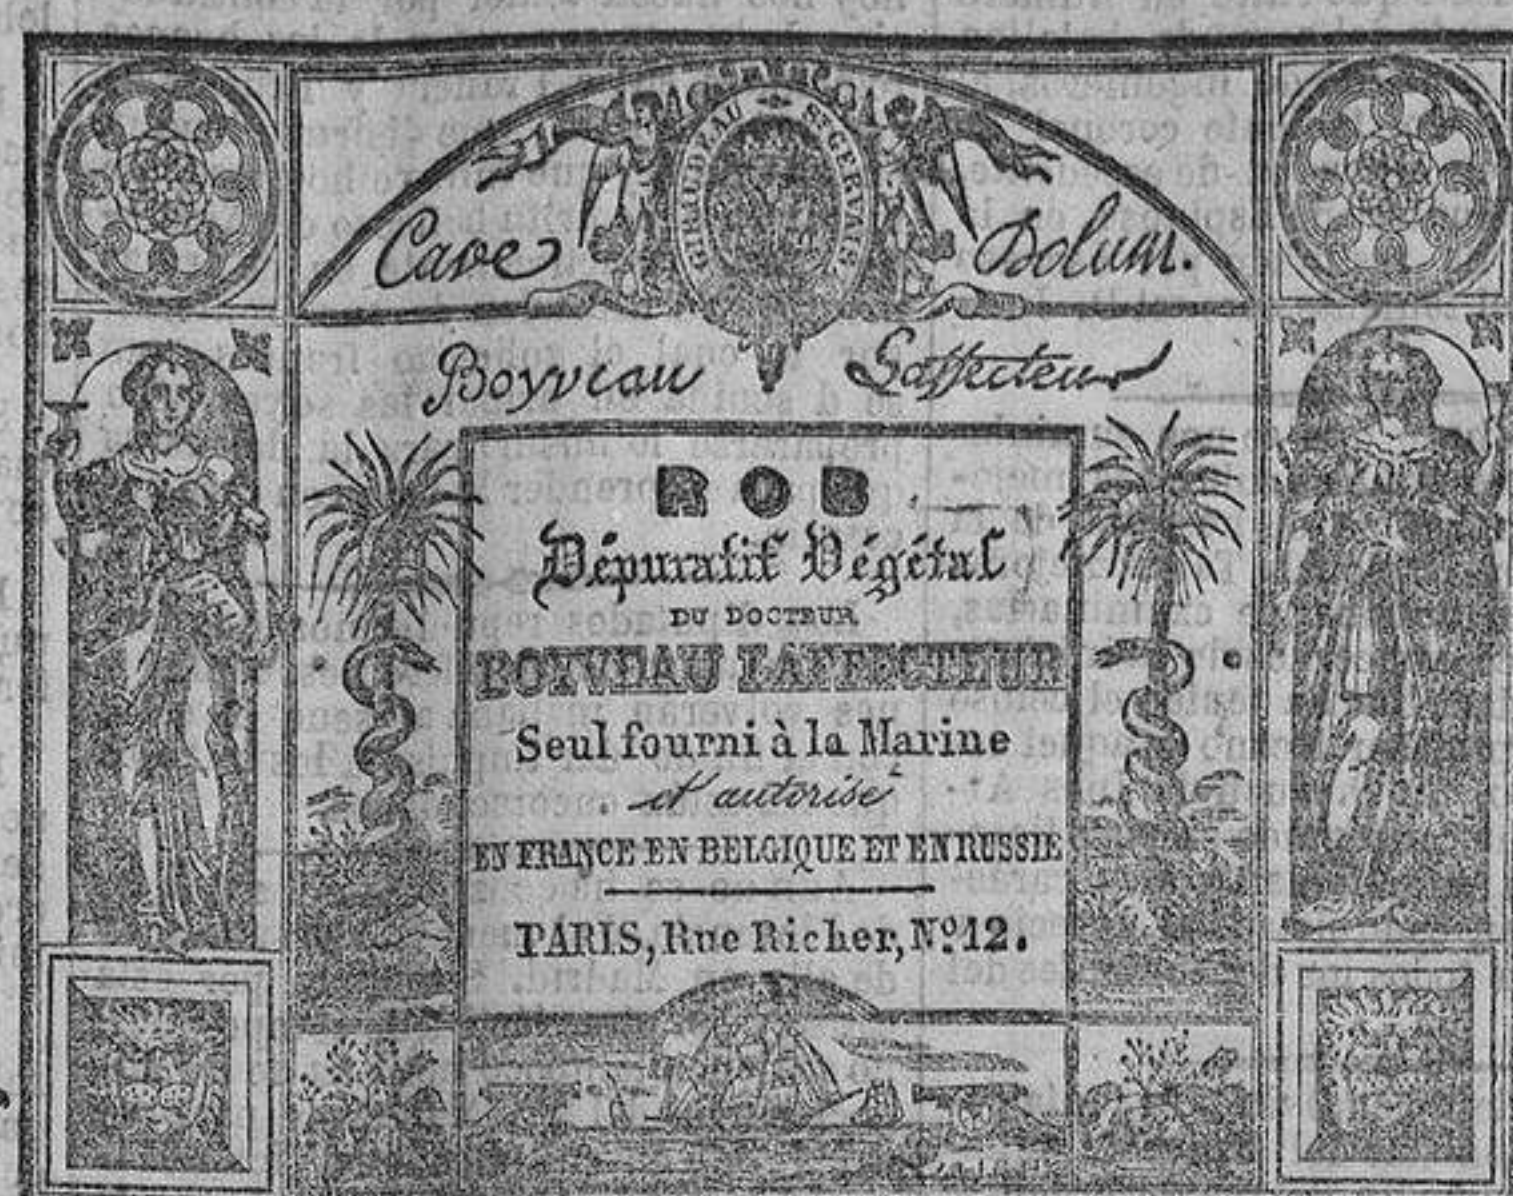 GIRAUDEAU ST GERVAIS
Cave Dolum.
Boyveau Laffecteur
ROB
Dépuratif Végétal
DU DOCTEUR
BOYVEAU LAFFECTEUR
Seul fourni à la Marine
et autorisé
EN FRANCE EN BELGIQUE ET EN RUSSIE
PARIS, Rue Richer, No 12.